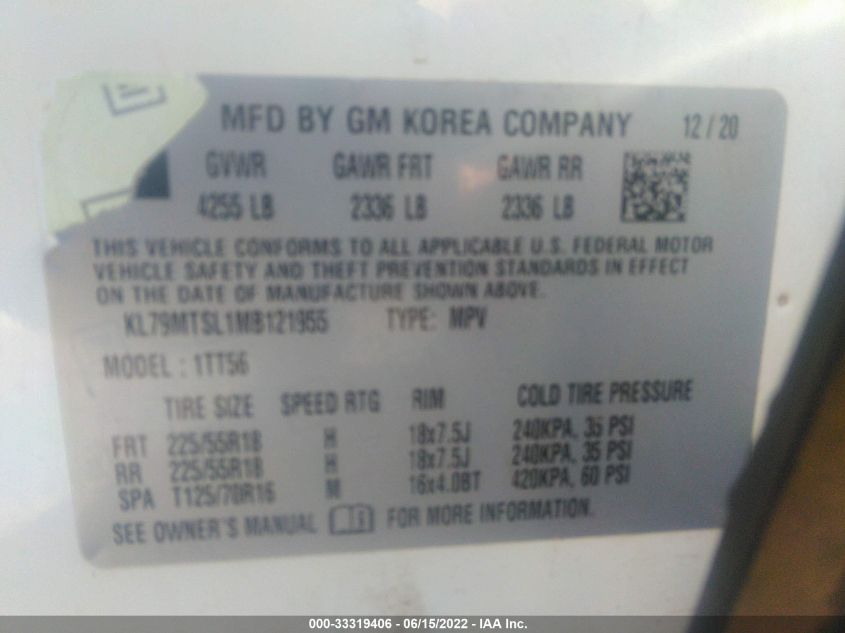 MFD BY GM KOREA COMPANY 12/20
GVWR GAWR FRT GAWR RR
4255 LB 2336 LB 2336 LB
THIS VEHICLE CONFORMS TO ALL APPLICABLE U.S. FEDERAL MOTOR
VEHICLE SAFETY AND THEFT PREVENTION STANDARDS IN EFFECT
ON THE DATE OF MANUFACTURE SHOWN ABOVE.
KL79MTSL1MB121955 TYPE: MPV
MODEL : 1TT56
TIRE SIZE SPEED RTG RIM COLD TIRE PRESSURE
FRT 225/55R18 H 18x7.5J 240KPA, 35 PSI
RR 225/55R18 H 18x7.5J 240KPA, 35 PSI
SPA T125/70R16 M 16x4.0BT 420KPA, 60 PSI
SEE OWNER'S MANUAL FOR MORE INFORMATION.
000-33319406 - 06/15/2022 - IAA Inc.